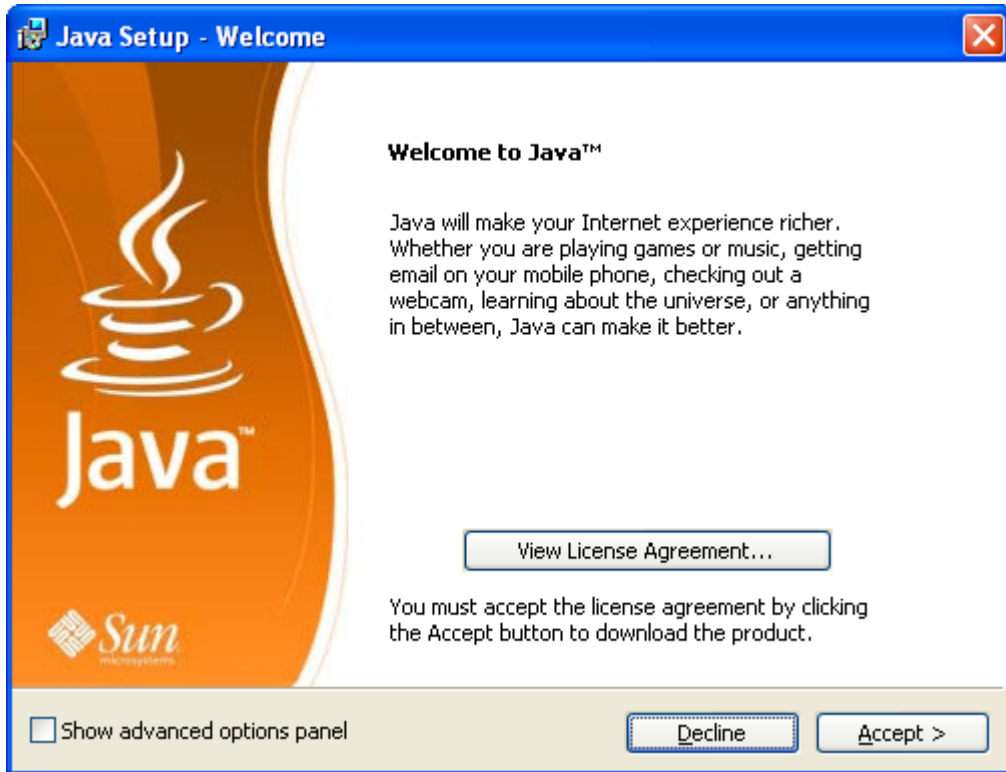 Java Setup - Welcome
Welcome to Java™
Java will make your Internet experience richer.
Whether you are playing games or music, getting
email on your mobile phone, checking out a
webcam, learning about the universe, or anything
in between, Java can make it better.
Java™
View License Agreement...
You must accept the license agreement by clicking
the Accept button to download the product.
Sun
microsystems
Show advanced options panel
Decline
Accept >